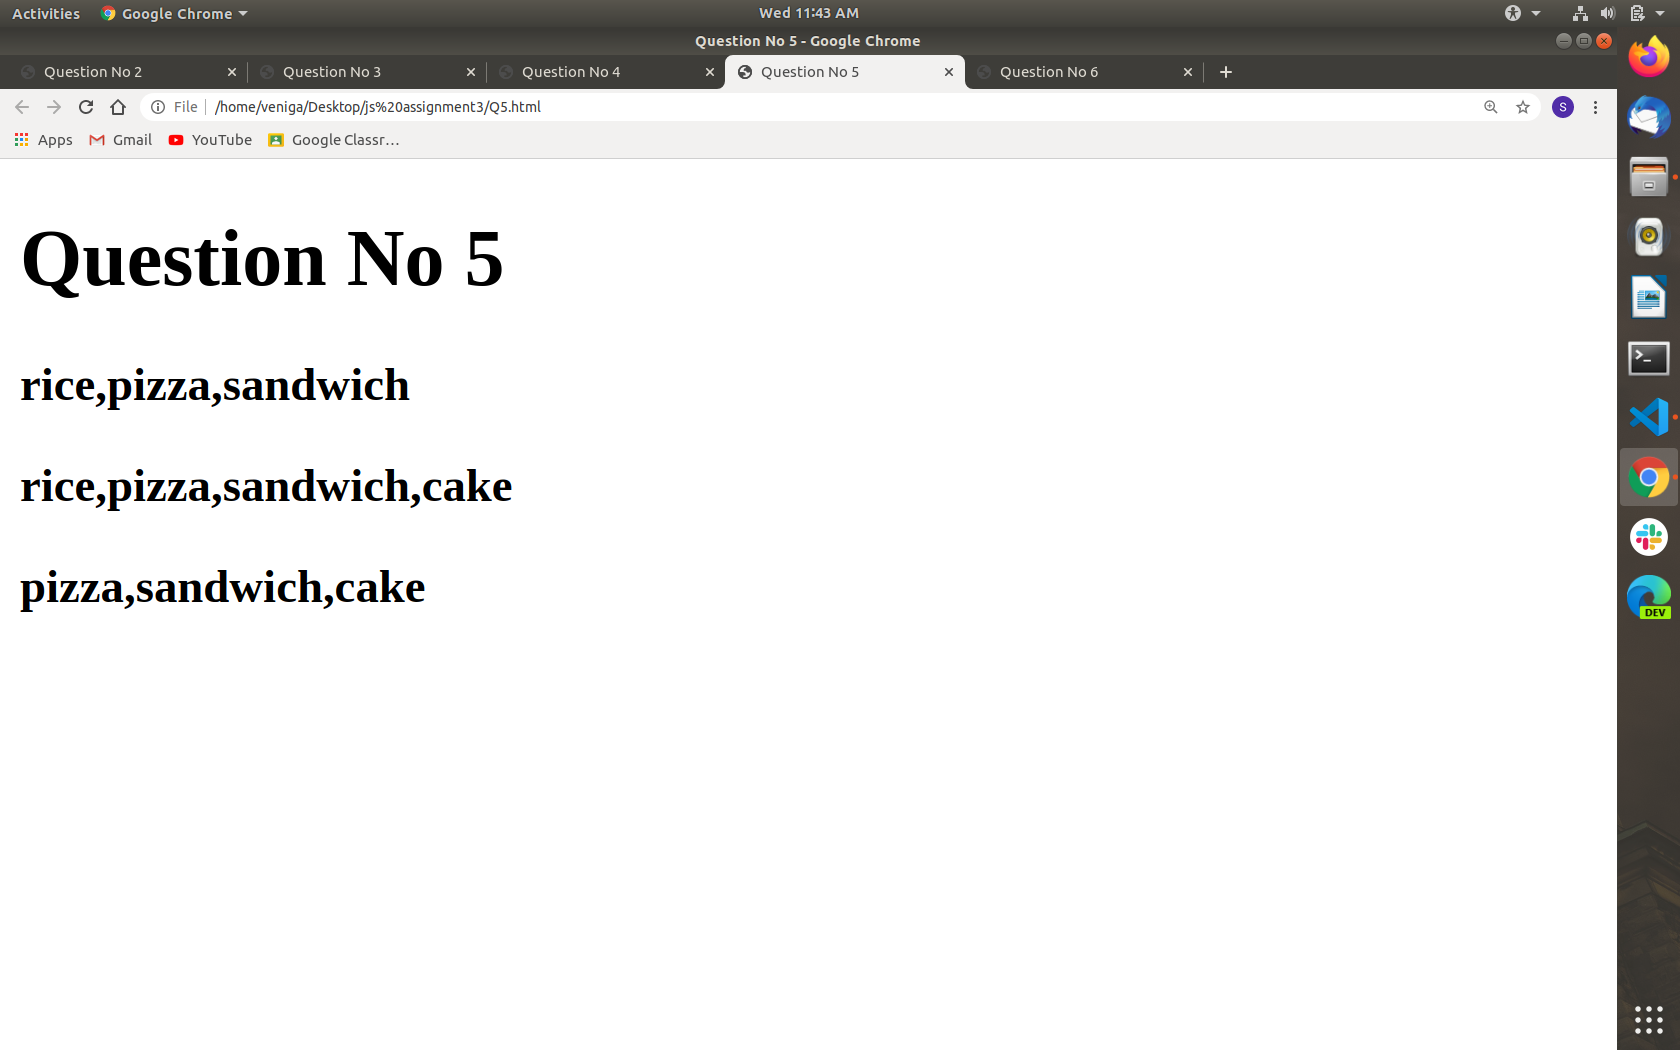 Activities Google Chrome Wed 11:43 AM
Question No 5 - Google Chrome
Question No 2 Question No 3 Question No 4 Question No 5 Question No 6
File /home/veniga/Desktop/js%20assignment3/Q5.html S
Apps Gmail YouTube Google Classr…
Question No 5
rice,pizza,sandwich
rice,pizza,sandwich,cake
pizza,sandwich,cake
DEV